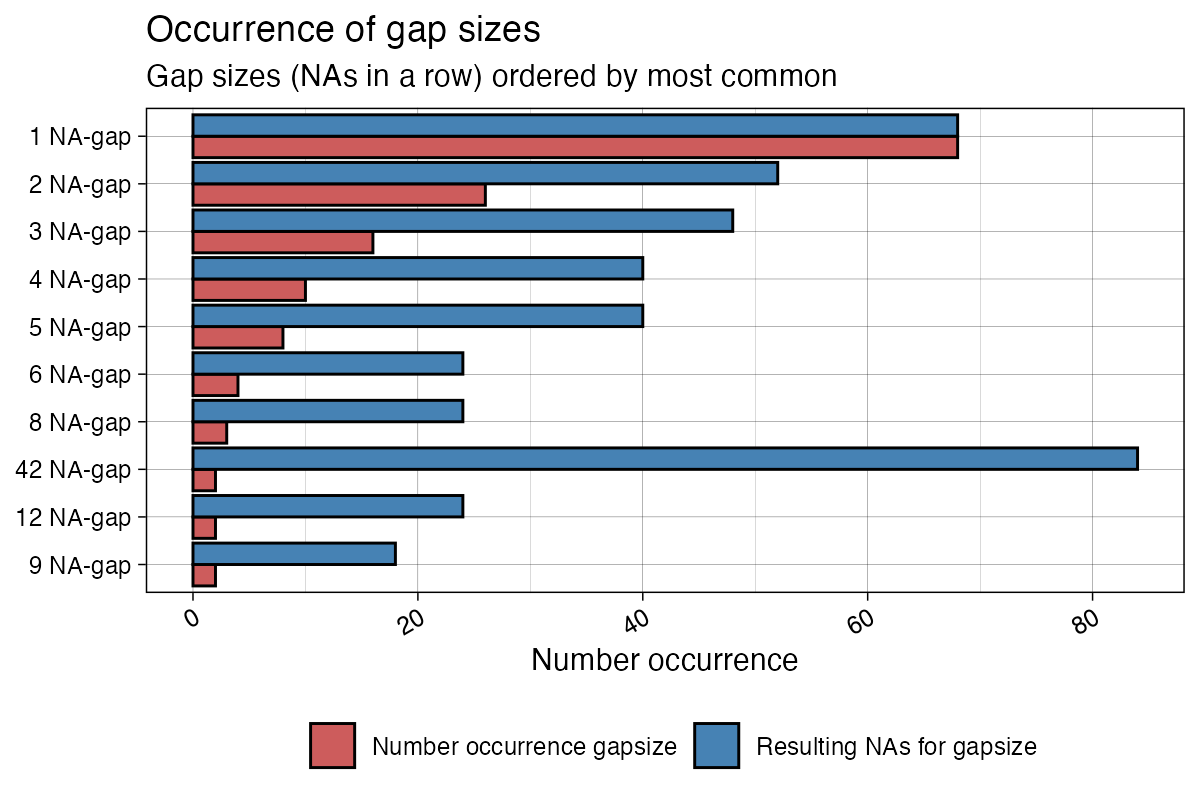 Occurrence of gap sizes
Gap sizes (NAs in a row) ordered by most common
1 NA-gap
2 NA-gap
3 NA-gap
4 NA-gap
5 NA-gap
6 NA-gap
8 NA-gap
42 NA-gap
12 NA-gap
9 NA-gap
0 20 40 60 80
Number occurrence
Number occurrence gapsize Resulting NAs for gapsize